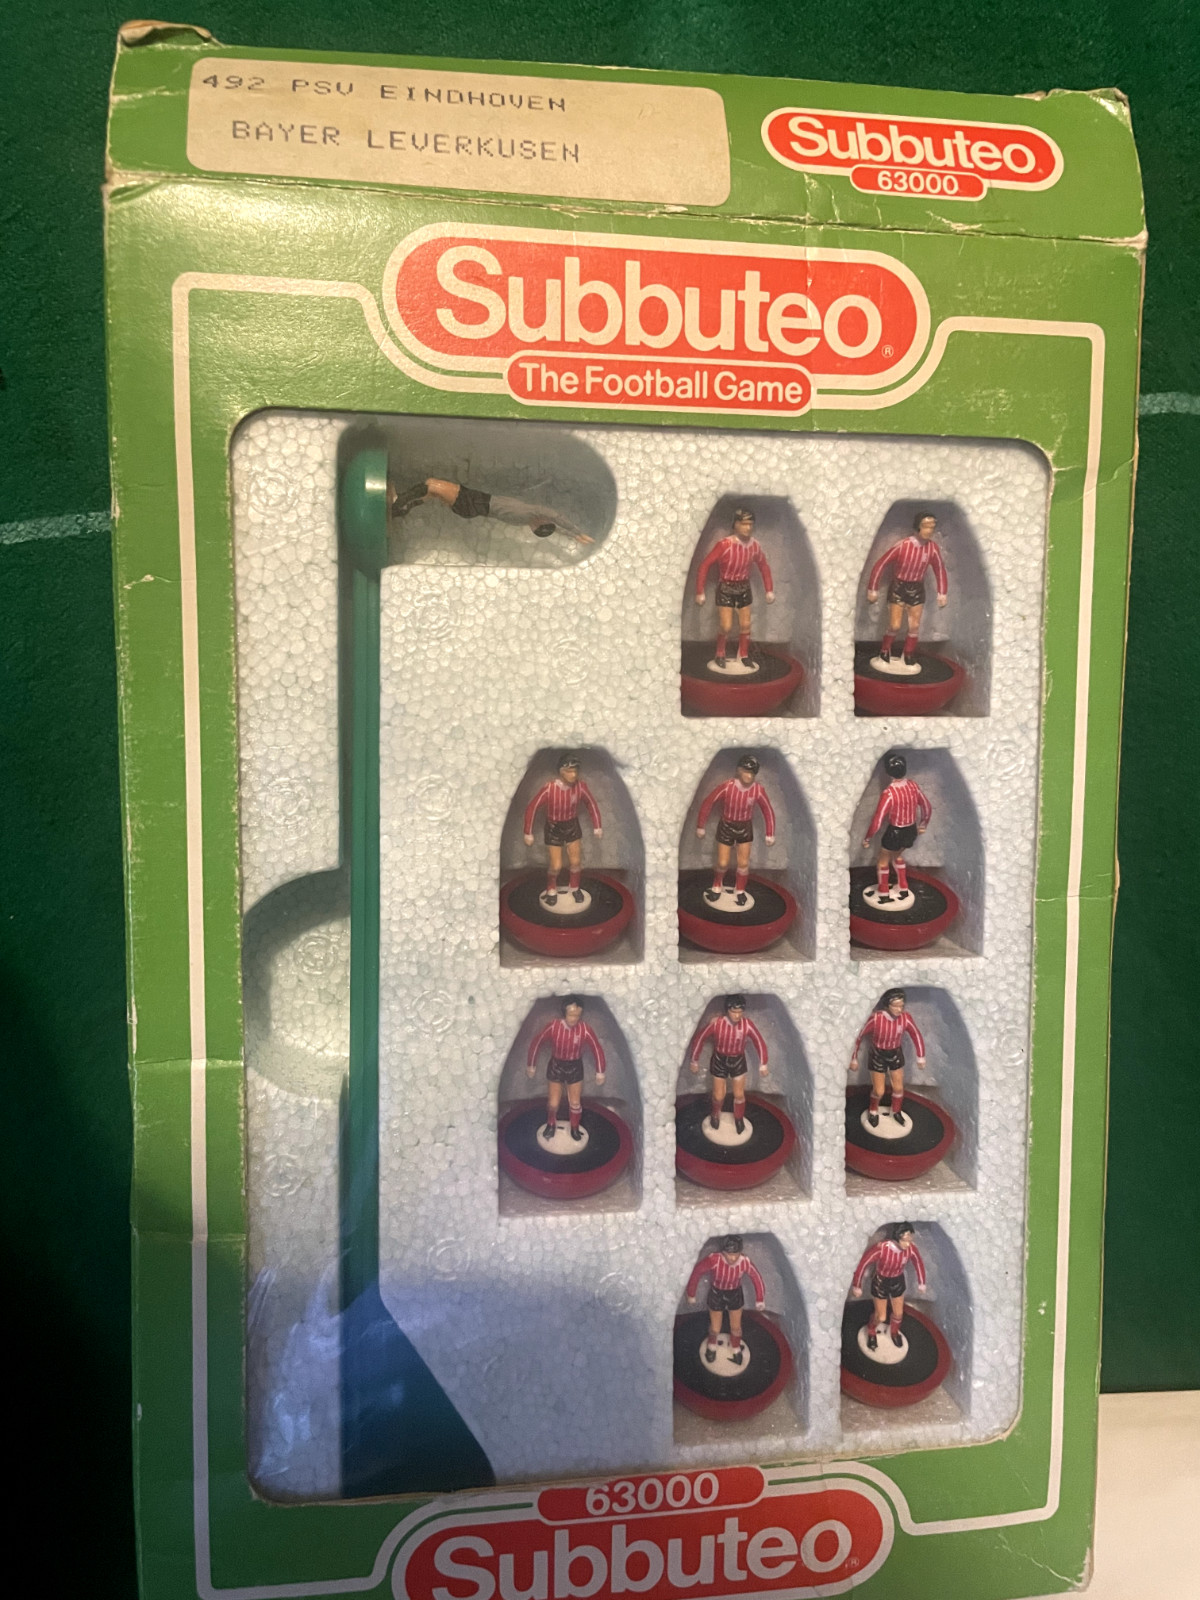 492 PSV EINDHOVEN
BAYER LEVERKUSEN
Subbuteo
63000
Subbuteo®
The Football Game
63000
Subbuteo®